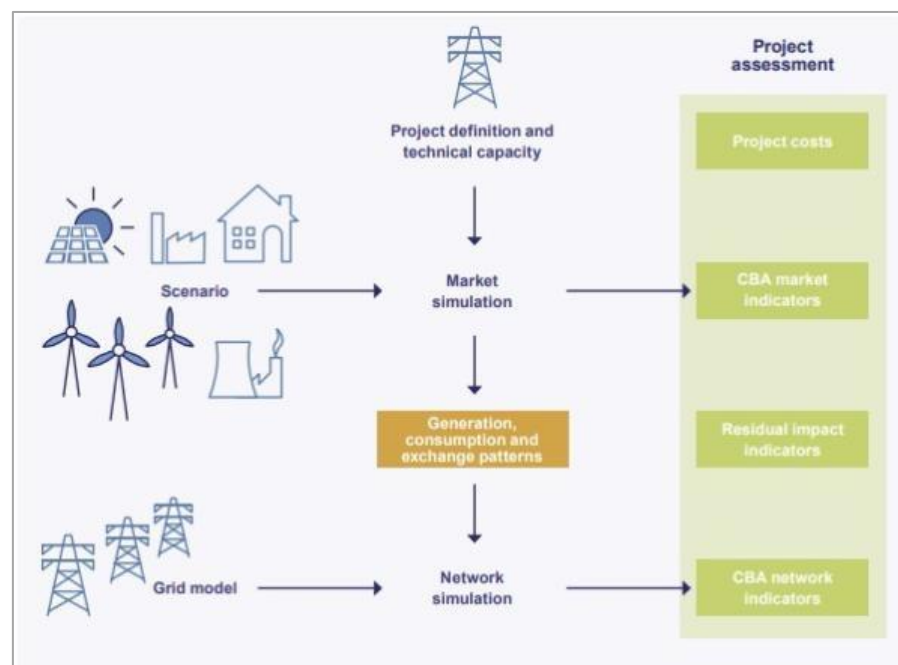 Project
assessment
Project definition and
technical capacity
Project costs
Scenario
Market
simulation
CBA market
indicators
Generation,
consumption and
exchange patterns
Residual impact
indicators
Grid model
Network
simulation
CBA network
indicators